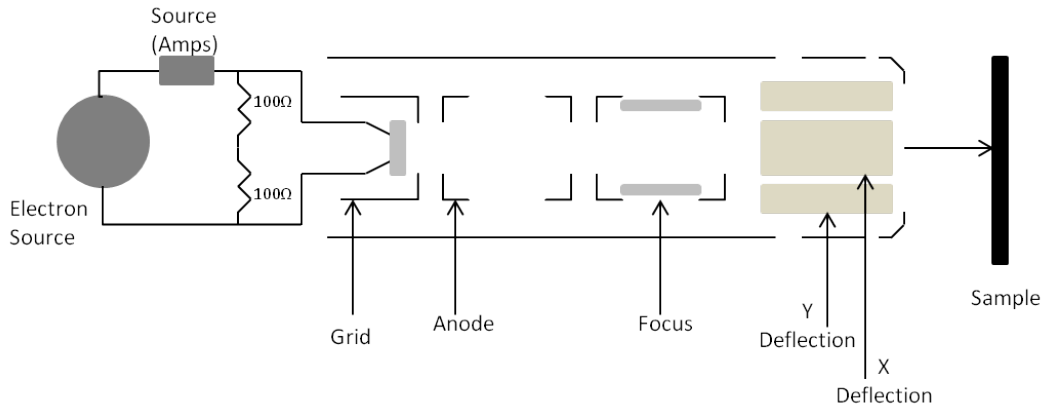 Source
(Amps)
100Ω
100Ω
Electron
Source
Grid
Anode
Focus
Y
Deflection
X
Deflection
Sample